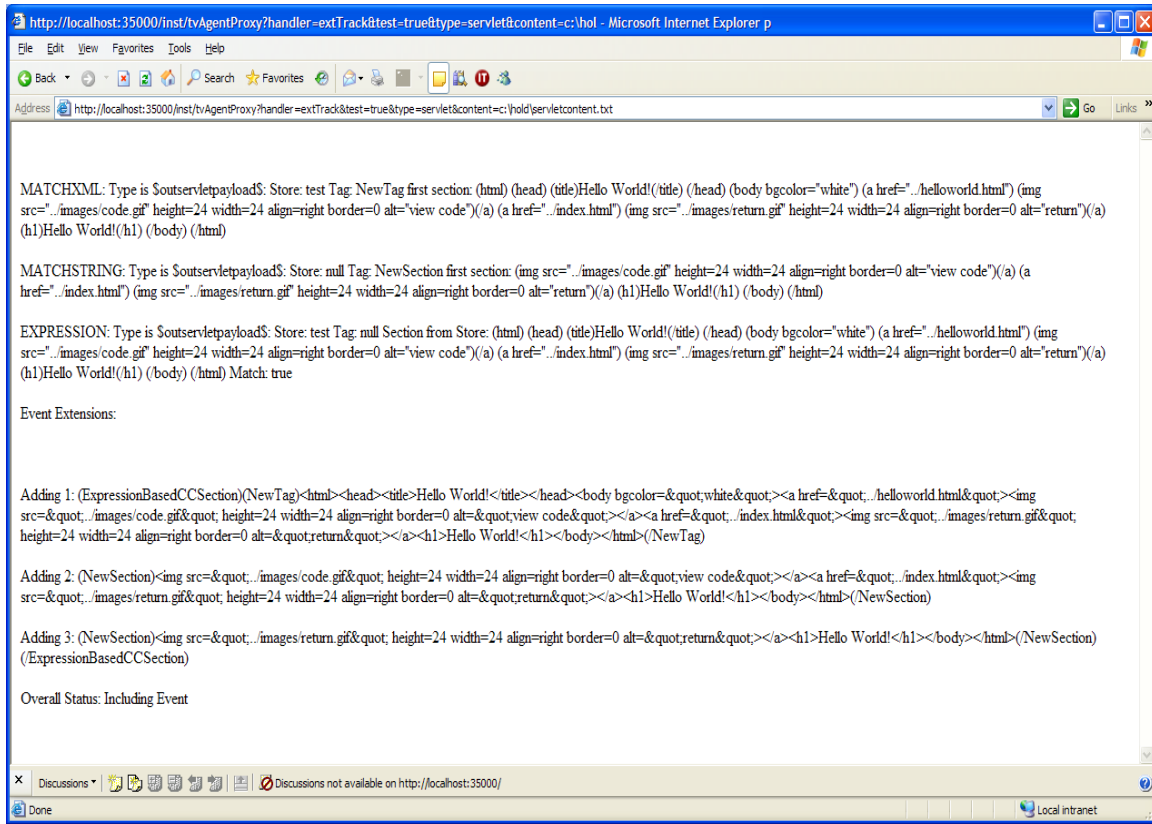 http://localhost:35000/inst/tvAgentProxy?handler=extTrack&test=true&type=servlet&content=c:\hol - Microsoft Internet Explorer p
File Edit View Favorites Tools Help
Back Search Favorites
Address http://localhost:35000/inst/tvAgentProxy?handler=extTrack&test=true&type=servlet&content=c:\hold\servletcontent.txt Go Links »
MATCHXML: Type is $outservletpayload$: Store: test Tag: NewTag first section: (html) (head) (title)Hello World!(/title) (/head) (body bgcolor="white") (a href="../helloworld.html") (img
src="../images/code.gif" height=24 width=24 align=right border=0 alt="view code")(/a) (a href="../index.html") (img src="../images/return.gif" height=24 width=24 align=right border=0 alt="return")(/a)
(h1)Hello World!(/h1) (/body) (/html)
MATCHSTRING: Type is $outservletpayload$: Store: null Tag: NewSection first section: (img src="../images/code.gif" height=24 width=24 align=right border=0 alt="view code")(/a) (a
href="../index.html") (img src="../images/return.gif" height=24 width=24 align=right border=0 alt="return")(/a) (h1)Hello World!(/h1) (/body) (/html)
EXPRESSION: Type is $outservletpayload$: Store: test Tag: null Section from Store: (html) (head) (title)Hello World!(/title) (/head) (body bgcolor="white") (a href="../helloworld.html") (img
src="../images/code.gif" height=24 width=24 align=right border=0 alt="view code")(/a) (a href="../index.html") (img src="../images/return.gif" height=24 width=24 align=right border=0 alt="return")(/a)
(h1)Hello World!(/h1) (/body) (/html) Match: true
Event Extensions:
Adding 1: (ExpressionBasedCCSection)(NewTag)<html><head><title>Hello World!</title></head><body bgcolor=&quot;white&quot;><a href=&quot;../helloworld.html&quot;><img
src=&quot;../images/code.gif&quot; height=24 width=24 align=right border=0 alt=&quot;view code&quot;></a><a href=&quot;../index.html&quot;><img src=&quot;../images/return.gif&quot;
height=24 width=24 align=right border=0 alt=&quot;return&quot;></a><h1>Hello World!</h1></body></html>(/NewTag)
Adding 2: (NewSection)<img src=&quot;../images/code.gif&quot; height=24 width=24 align=right border=0 alt=&quot;view code&quot;></a><a href=&quot;../index.html&quot;><img
src=&quot;../images/return.gif&quot; height=24 width=24 align=right border=0 alt=&quot;return&quot;></a><h1>Hello World!</h1></body></html>(/NewSection)
Adding 3: (NewSection)<img src=&quot;../images/return.gif&quot; height=24 width=24 align=right border=0 alt=&quot;return&quot;></a><h1>Hello World!</h1></body></html>(/NewSection)
(/ExpressionBasedCCSection)
Overall Status: Including Event
Discussions Discussions not available on http://localhost:35000/
Done Local intranet